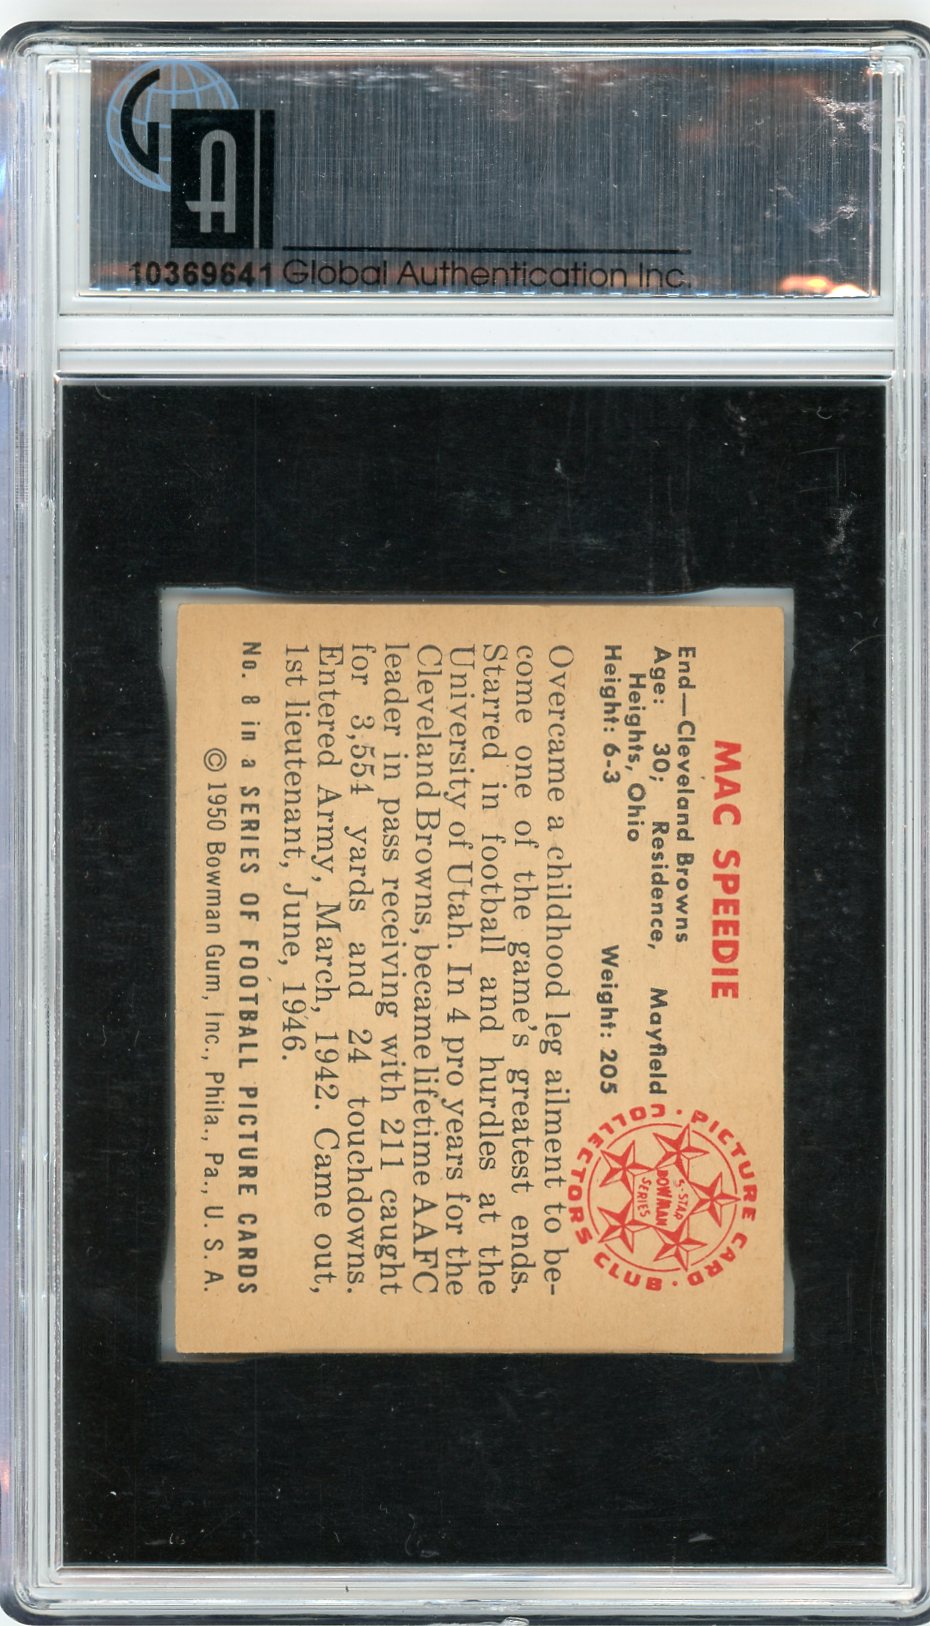 GA
10369641 Global Authentication Inc.
MAC SPEEDIE
End—Cleveland Browns
Age: 30; Residence, Mayfield
Heights, Ohio
Height: 6-3 Weight: 205
PICTURE CARD · COLLECTORS CLUB ·
5-STAR
BOWMAN
SERIES
Overcame a childhood leg ailment to be-
come one of the game's greatest ends.
Starred in football and hurdles at the
University of Utah. In 4 pro years for the
Cleveland Browns, became lifetime AAFC
leader in pass receiving with 211 caught
for 3,554 yards and 24 touchdowns.
Entered Army, March, 1942. Came out,
1st lieutenant, June, 1946.
No. 8 in a SERIES OF FOOTBALL PICTURE CARDS
© 1950 Bowman Gum, Inc., Phila., Pa., U. S. A.